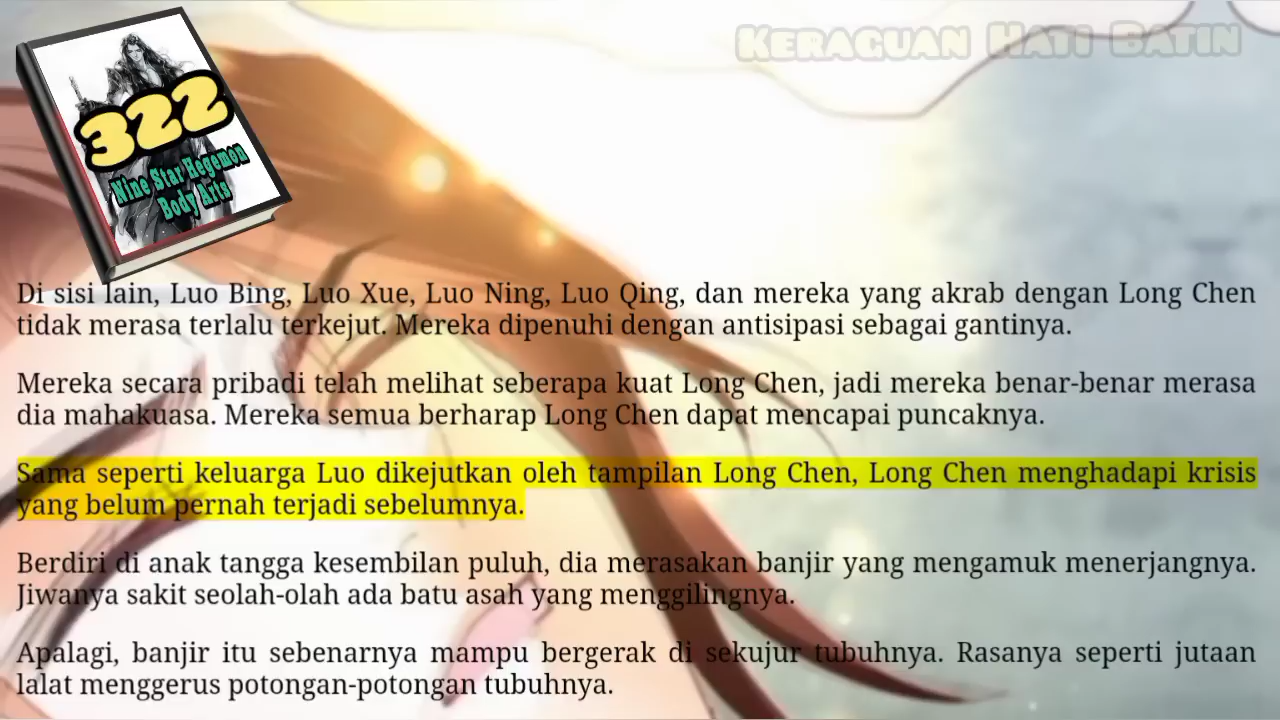 Keraguan Hati Batin
322
Nine Star Hegemon
Body Arts
Di sisi lain, Luo Bing, Luo Xue, Luo Ning, Luo Qing, dan mereka yang akrab dengan Long Chen
tidak merasa terlalu terkejut. Mereka dipenuhi dengan antisipasi sebagai gantinya.
Mereka secara pribadi telah melihat seberapa kuat Long Chen, jadi mereka benar-benar merasa
dia mahakuasa. Mereka semua berharap Long Chen dapat mencapai puncaknya.
Sama seperti keluarga Luo dikejutkan oleh tampilan Long Chen, Long Chen menghadapi krisis
yang belum pernah terjadi sebelumnya.
Berdiri di anak tangga kesembilan puluh, dia merasakan banjir yang mengamuk menerjangnya.
Jiwanya sakit seolah-olah ada batu asah yang menggilingnya.
Apalagi, banjir itu sebenarnya mampu bergerak di sekujur tubuhnya. Rasanya seperti jutaan
lalat menggerus potongan-potongan tubuhnya.